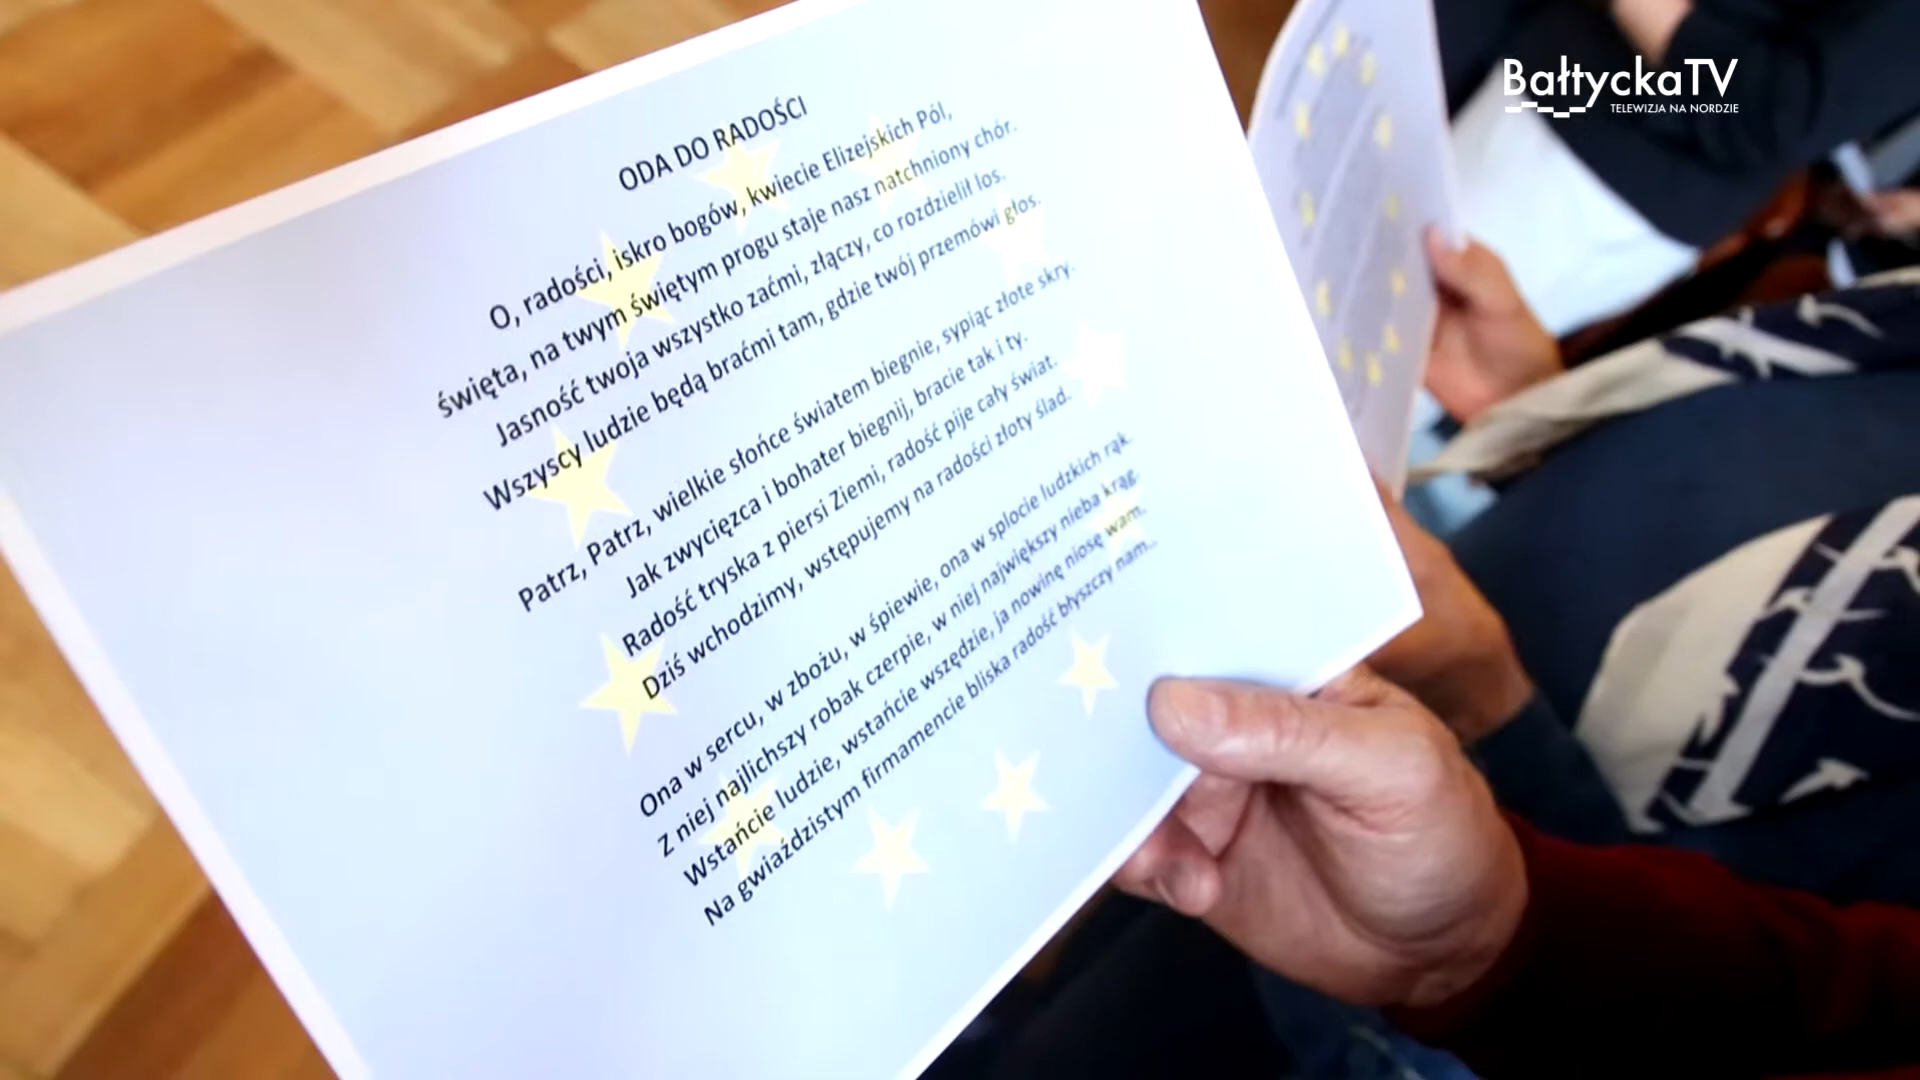 BałtyckaTV
TELEWIZJA NA NORDZIE
ODA DO RADOŚCI
O, radości, iskro bogów, kwiecie Elizejskich Pól,
święta, na twym świętym progu staje nasz natchniony chór.
Jasność twoja wszystko zaćmi, złączy, co rozdzielił los.
Wszyscy ludzie będą braćmi tam, gdzie twój przemówi głos.
Patrz, Patrz, wielkie słońce światem biegnie, sypiąc złote skry.
Jak zwycięzca i bohater biegnij, bracie tak i ty.
Radość tryska z piersi Ziemi, radość pije cały świat.
Dziś wchodzimy, wstępujemy na radości złoty ślad.
Ona w sercu, w zbożu, w śpiewie, ona w splocie ludzkich rąk.
Z niej najlichszy robak czerpie, w niej największy nieba krąg.
Wstańcie ludzie, wstańcie wszędzie, ja nowinę niosę wam.
Na gwiaździstym firmamencie bliska radość błyszczy nam..